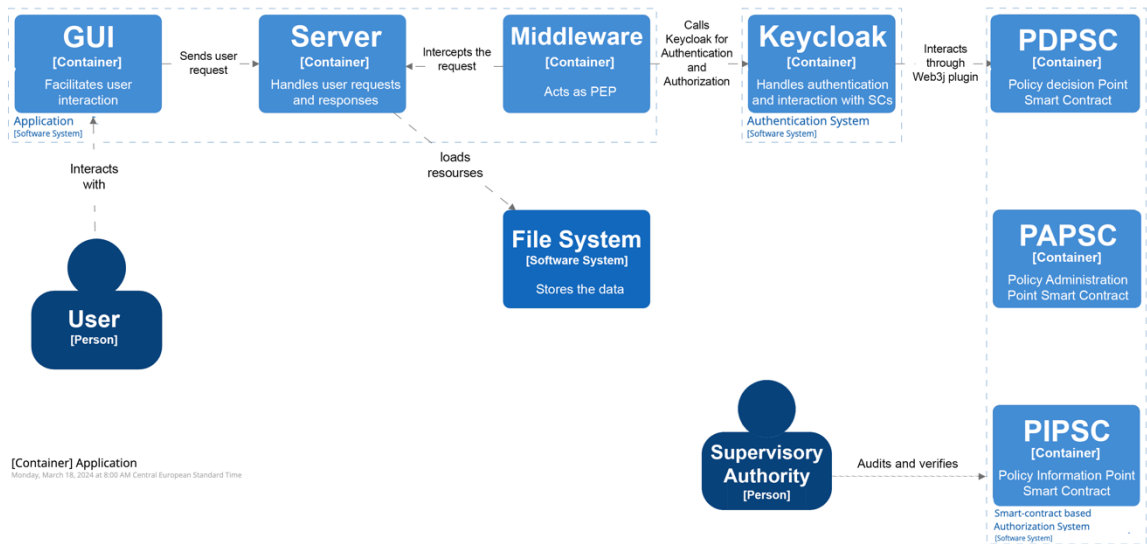 GUI
[Container]
Facilitates user
interaction
Application
[Software System]
Sends user
request
Server
[Container]
Handles user requests
and responses
Intercepts the
request
Middleware
[Container]
Acts as PEP
Calls
Keycloak for
Authentication
and
Authorization
Keycloak
[Container]
Handles authentication
and interaction with SCs
Authentication System
[Software System]
Interacts
through
Web3j plugin
PDPSC
[Container]
Policy decision Point
Smart Contract
Interacts
with
loads
resourses
File System
[Software System]
Stores the data
PAPSC
[Container]
Policy Administration
Point Smart Contract
User
[Person]
Supervisory
Authority
[Person]
Audits and verifies
PIPSC
[Container]
Policy Information Point
Smart Contract
Smart-contract based
Authorization System
[Software System]
[Container] Application
Monday, March 18, 2024 at 8:00 AM Central European Standard Time